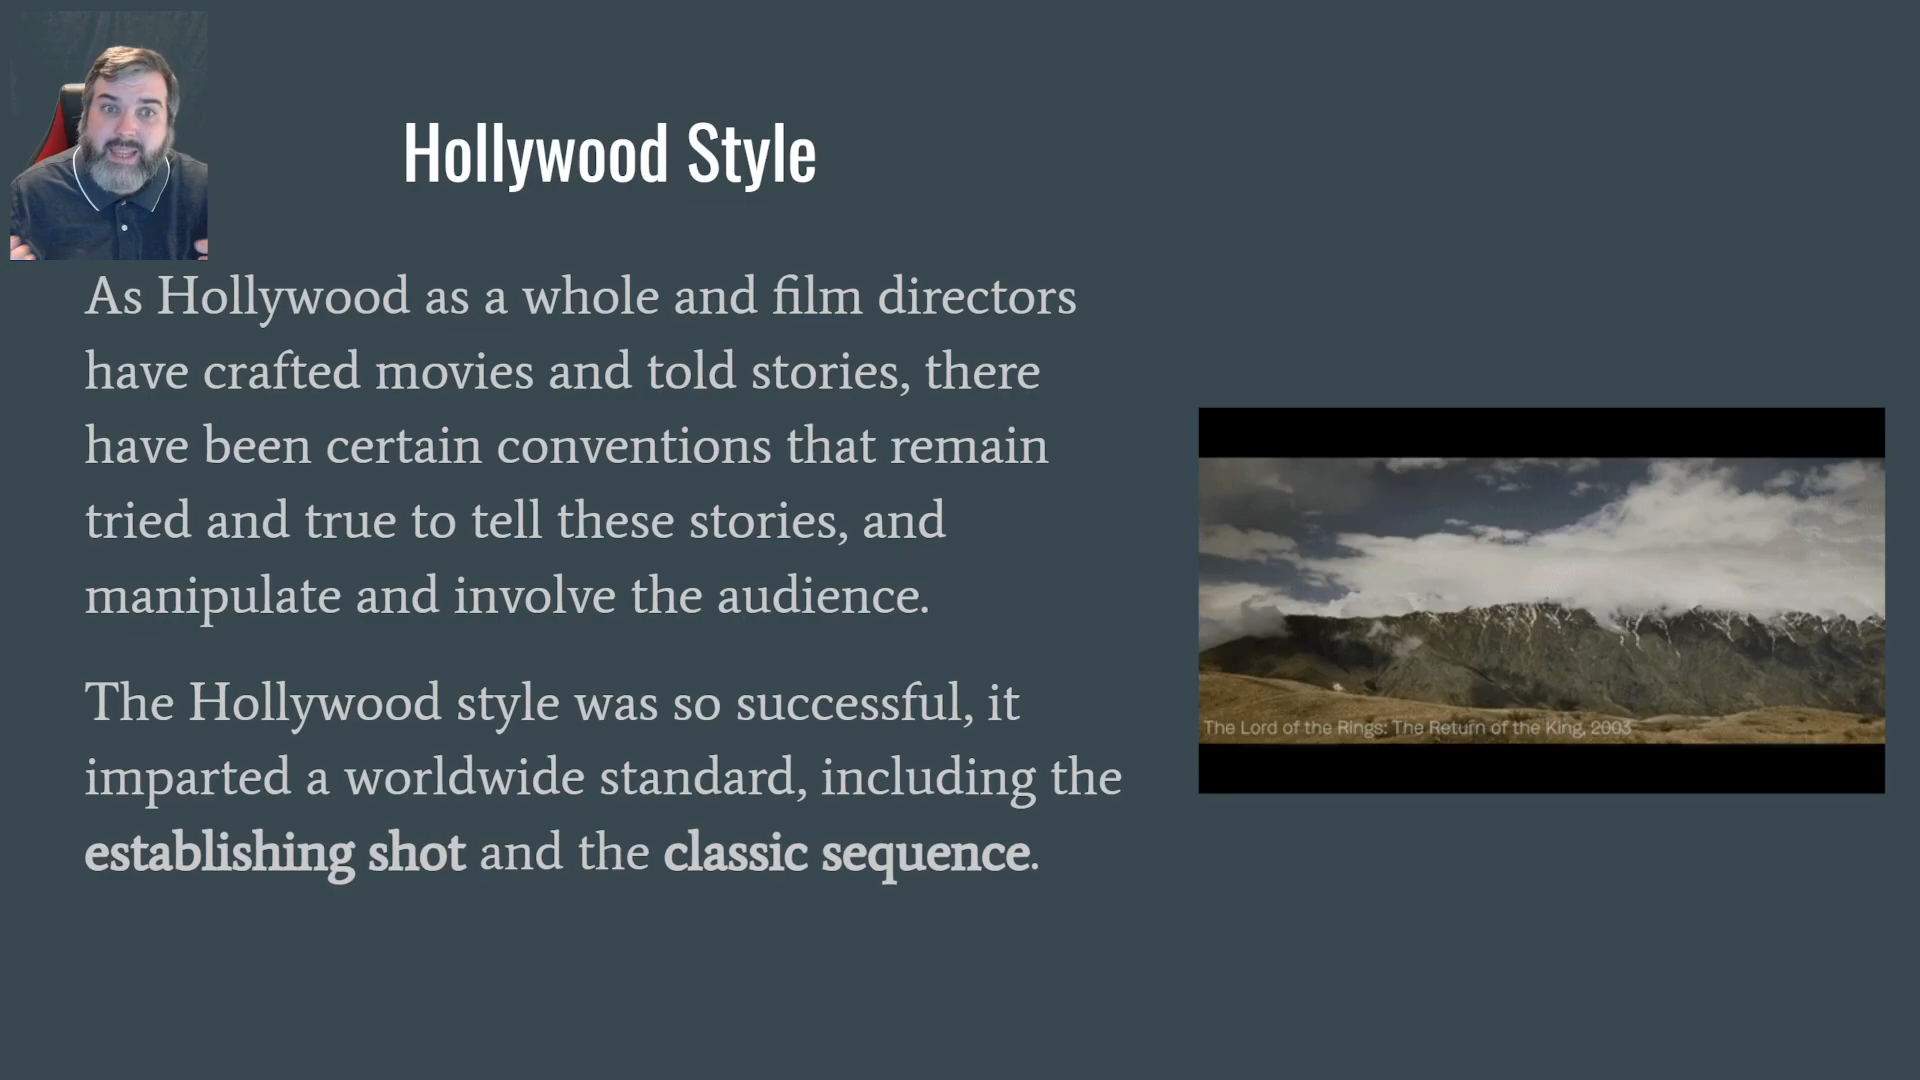 Hollywood Style
As Hollywood as a whole and film directors
have crafted movies and told stories, there
have been certain conventions that remain
tried and true to tell these stories, and
manipulate and involve the audience.
The Hollywood style was so successful, it
imparted a worldwide standard, including the
establishing shot and the classic sequence.
The Lord of the Rings: The Return of the King, 2003